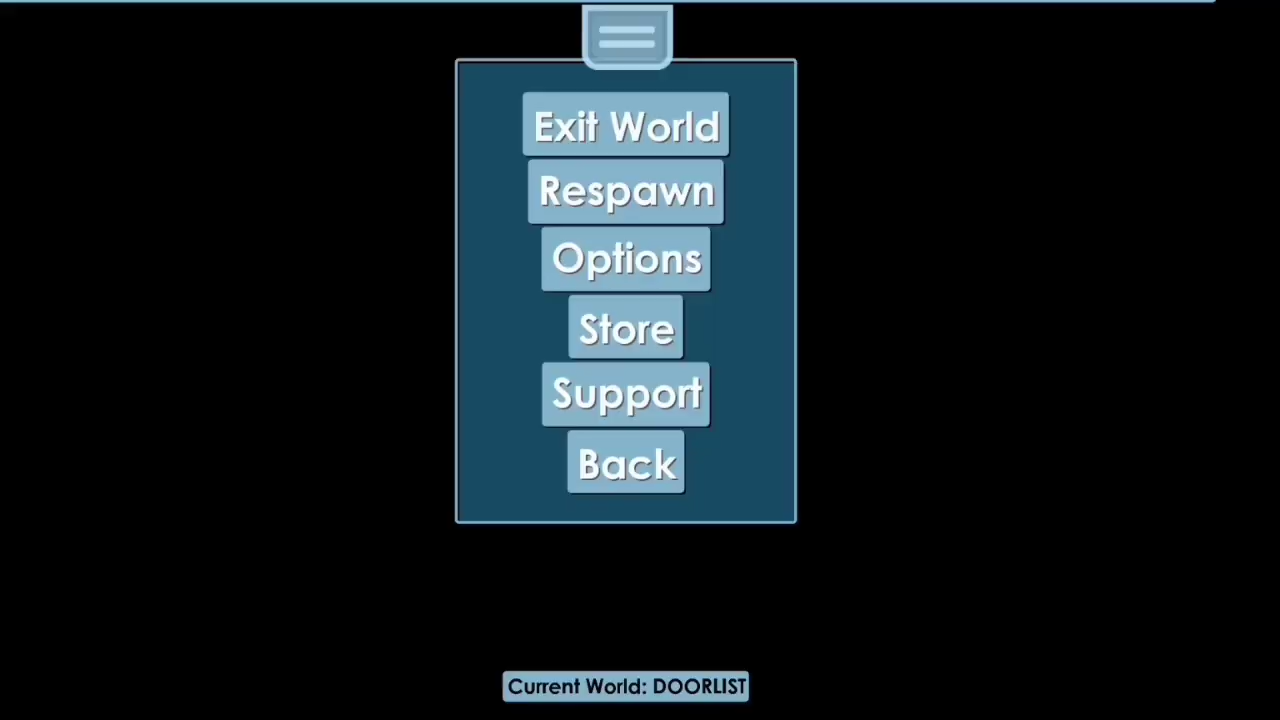 Exit World
Respawn
Options
Store
Support
Back
Current World: DOORLIST